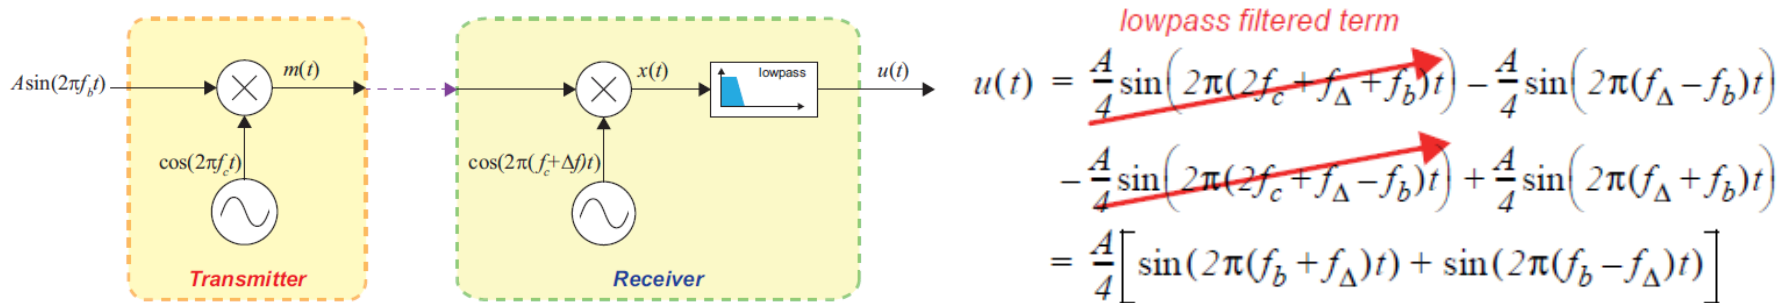 A sin(2πf_b t)
m(t)
cos(2πf_c t)
Transmitter
x(t)
lowpass
u(t)
cos(2π(f_c+Δf)t)
Receiver
lowpass filtered term
u(t) = A/4 sin(2π(2f_c + f_Δ + f_b)t) − A/4 sin(2π(f_Δ − f_b)t)
− A/4 sin(2π(2f_c + f_Δ − f_b)t) + A/4 sin(2π(f_Δ + f_b)t)
= A/4 [sin(2π(f_b + f_Δ)t) + sin(2π(f_b − f_Δ)t)]